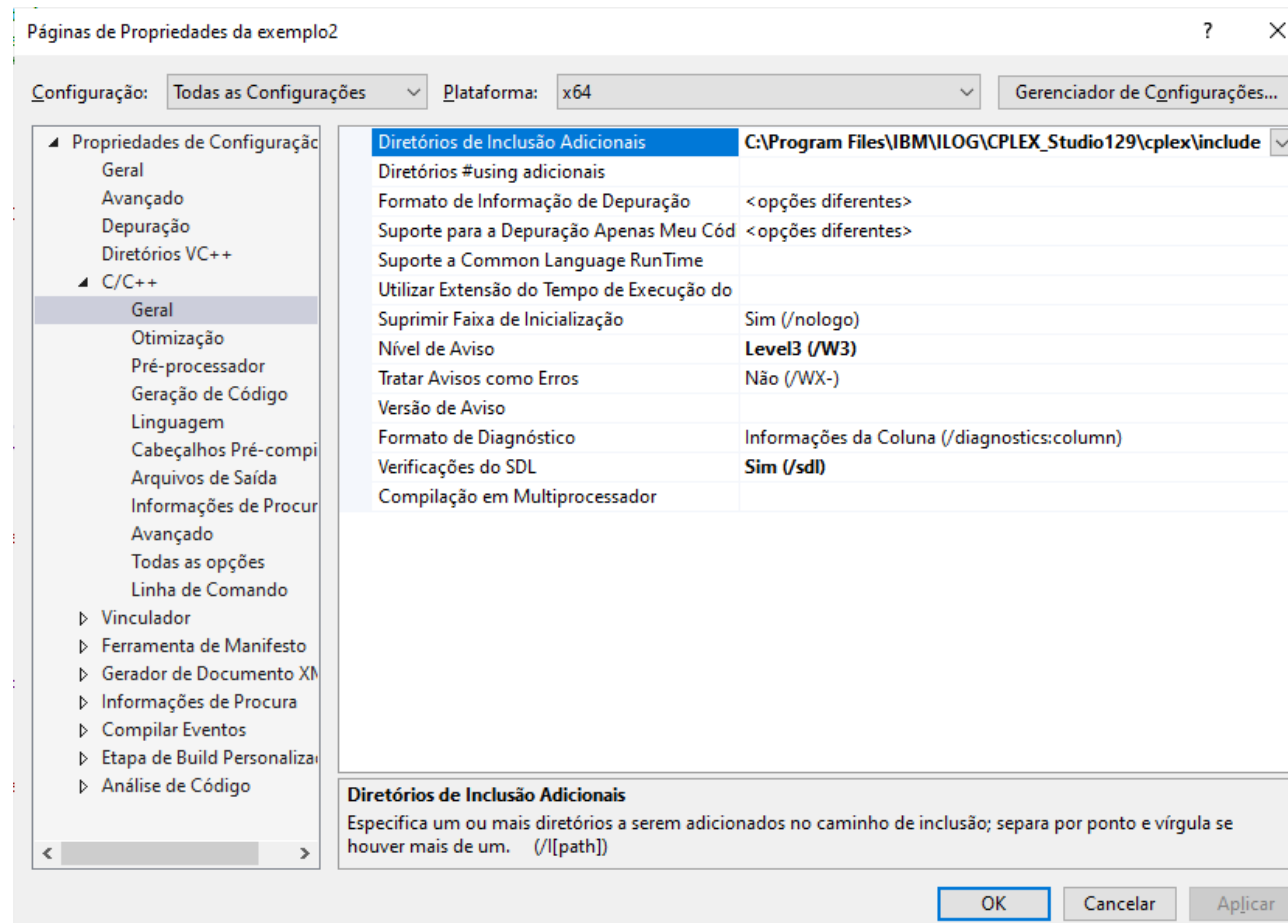 Páginas de Propriedades da exemplo2
?
Configuração:
Todas as Configurações
Plataforma:
x64
Gerenciador de Configurações...
Propriedades de Configuraçãc
Geral
Avançado
Depuração
Diretórios VC++
C/C++
Geral
Otimização
Pré-processador
Geração de Código
Linguagem
Cabeçalhos Pré-compi
Arquivos de Saída
Informações de Procur
Avançado
Todas as opções
Linha de Comando
Vinculador
Ferramenta de Manifesto
Gerador de Documento XM
Informações de Procura
Compilar Eventos
Etapa de Build Personaliza
Análise de Código
Diretórios de Inclusão Adicionais C:\Program Files\IBM\ILOG\CPLEX_Studio129\cplex\include
Diretórios #using adicionais
Formato de Informação de Depuração <opções diferentes>
Suporte para a Depuração Apenas Meu Cód <opções diferentes>
Suporte a Common Language RunTime
Utilizar Extensão do Tempo de Execução do
Suprimir Faixa de Inicialização Sim (/nologo)
Nível de Aviso Level3 (/W3)
Tratar Avisos como Erros Não (/WX-)
Versão de Aviso
Formato de Diagnóstico Informações da Coluna (/diagnostics:column)
Verificações do SDL Sim (/sdl)
Compilação em Multiprocessador
Diretórios de Inclusão Adicionais
Especifica um ou mais diretórios a serem adicionados no caminho de inclusão; separa por ponto e vírgula se
houver mais de um. (/I[path])
OK
Cancelar
Aplicar